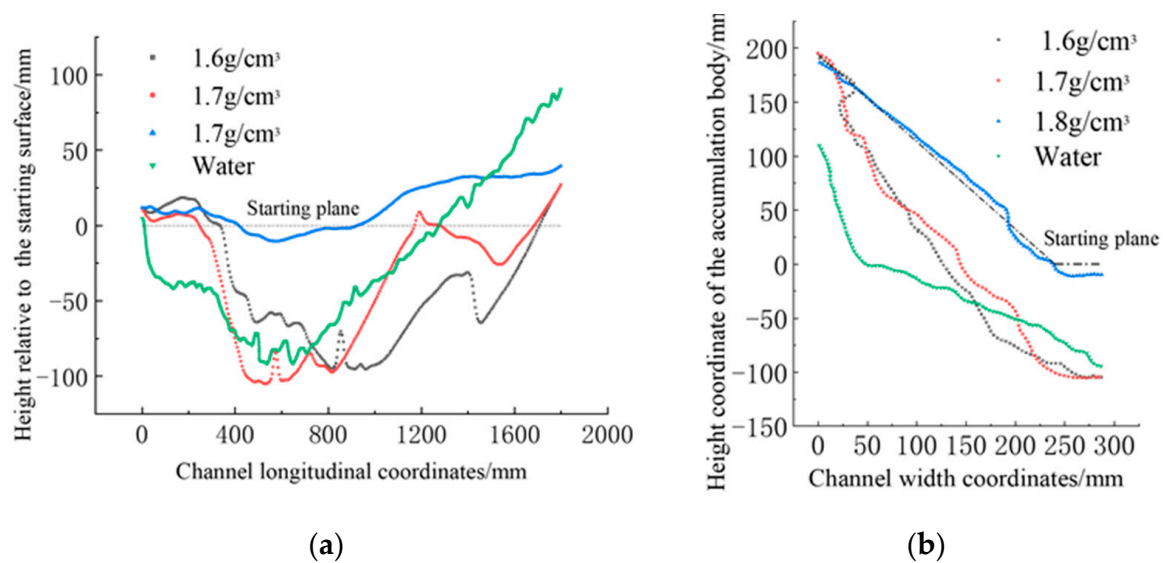 Height relative to the starting surface/mm
100
50
0
−50
−100
1.6g/cm³
1.7g/cm³
1.7g/cm³
Water
Starting plane
0
400
800
1200
1600
2000
Channel longitudinal coordinates/mm
(a)
Height coordinate of the accumulation body/mm
200
150
100
50
0
−50
−100
−150
1.6g/cm³
1.7g/cm³
1.8g/cm³
Water
Starting plane
0
50
100
150
200
250
300
Channel width coordinates/mm
(b)